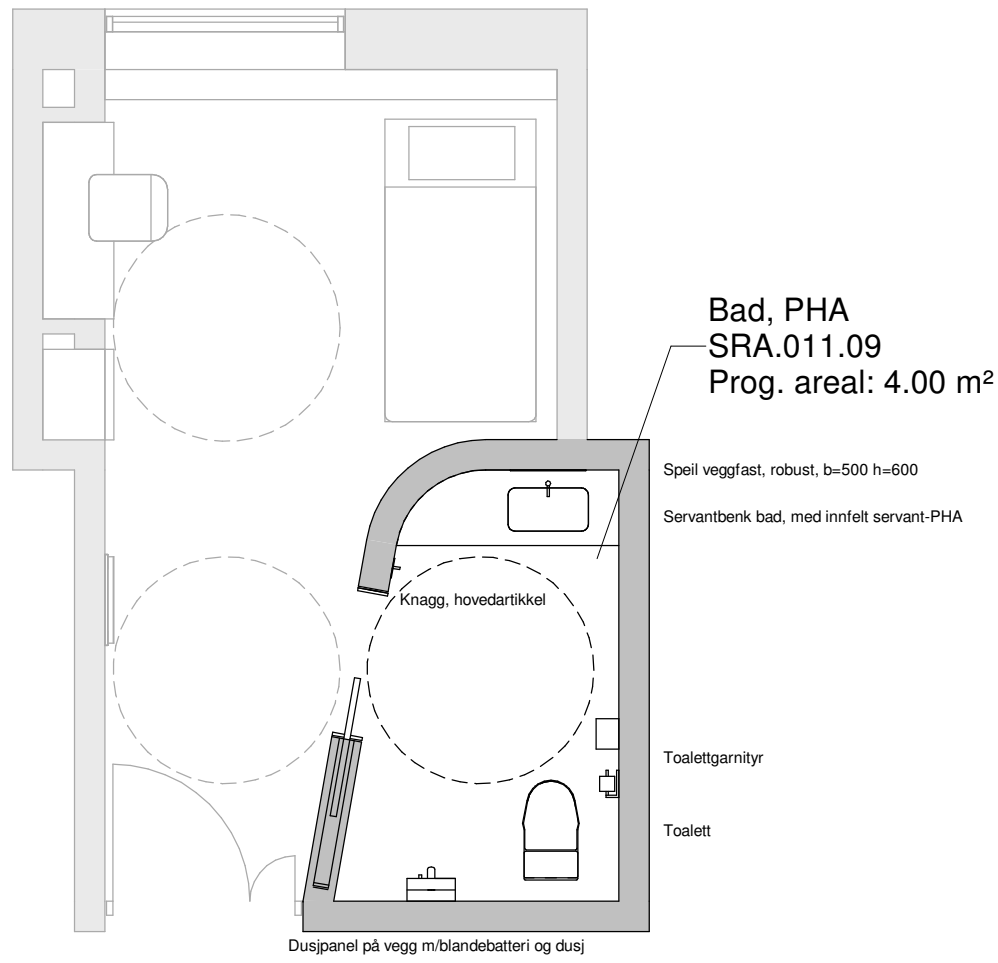 Bad, PHA
SRA.011.09
Prog. areal: 4.00 m²
Speil veggfast, robust, b=500 h=600
Servantbenk bad, med innfelt servant-PHA
Knagg, hovedartikkel
Toalettgarnityr
Toalett
Dusjpanel på vegg m/blandebatteri og dusj